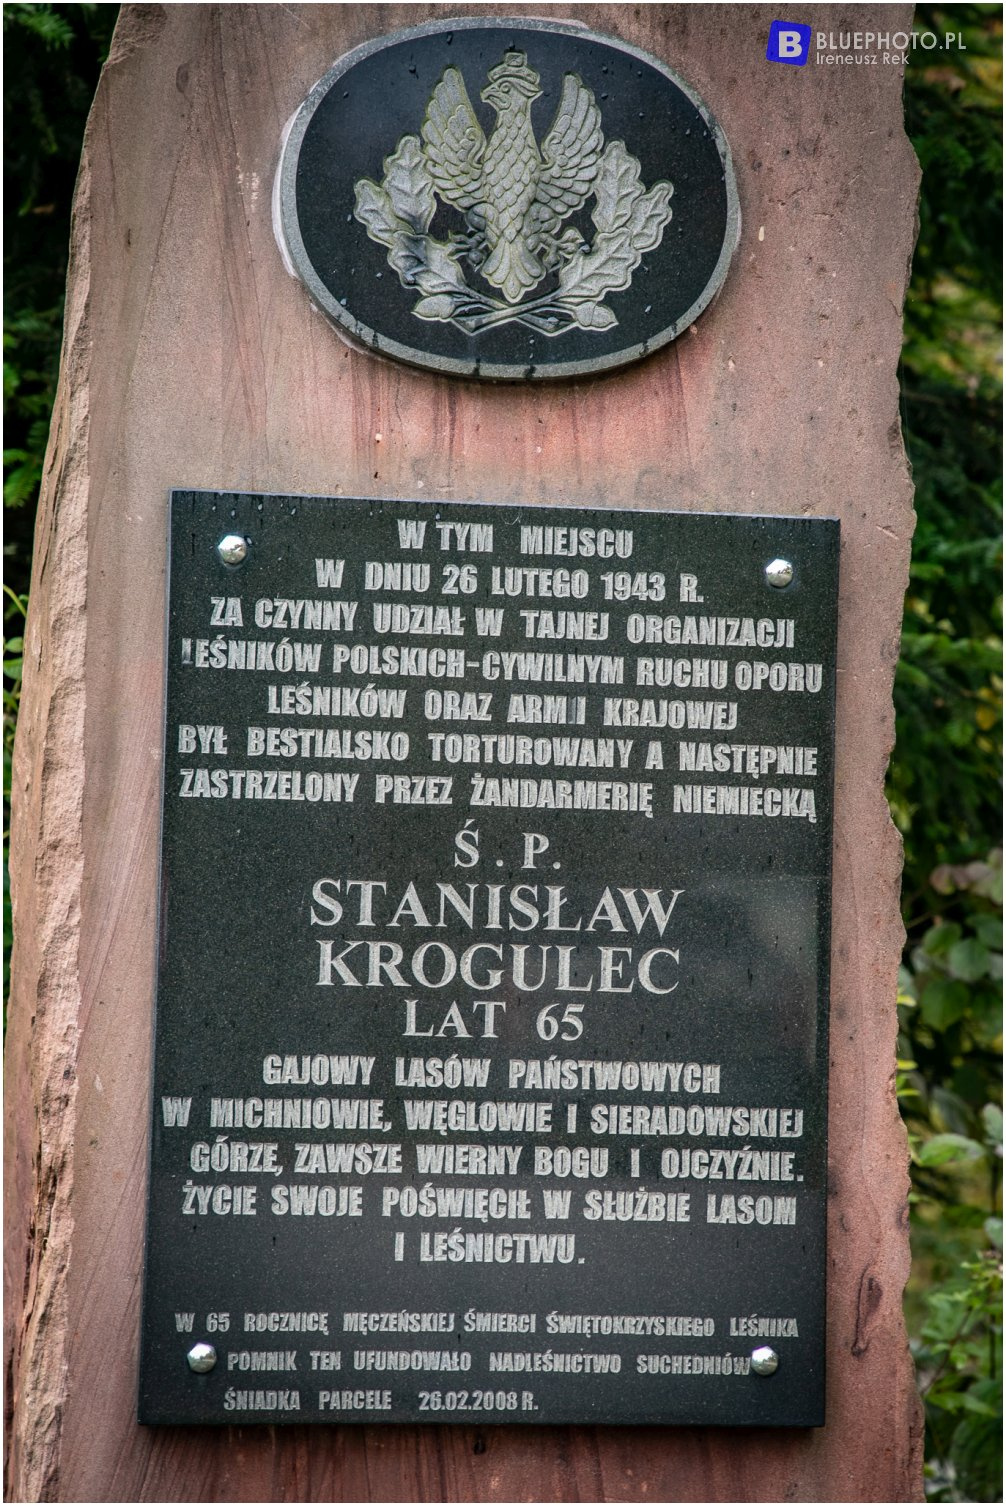 B BLUEPHOTO.PL
Ireneusz Rek
W TYM MIEJSCU
W DNIU 26 LUTEGO 1943 R.
ZA CZYNNY UDZIAŁ W TAJNEJ ORGANIZACJI
LEŚNIKÓW POLSKICH-CYWILNYM RUCHU OPORU
LEŚNIKÓW ORAZ ARMII KRAJOWEJ
BYŁ BESTIALSKO TORTUROWANY A NASTĘPNIE
ZASTRZELONY PRZEZ ŻANDARMERIĘ NIEMIECKĄ
Ś.P.
STANISŁAW
KROGULEC
LAT 65
GAJOWY LASÓW PAŃSTWOWYCH
W MICHNIOWIE, WĘGLOWIE I SIERADOWSKIEJ
GÓRZE, ZAWSZE WIERNY BOGU I OJCZYŹNIE.
ŻYCIE SWOJE POŚWIĘCIŁ W SŁUŻBIE LASOM
I LEŚNICTWU.
W 65 ROCZNICĘ MĘCZEŃSKIEJ ŚMIERCI ŚWIĘTOKRZYSKIEGO LEŚNIKA
POMNIK TEN UFUNDOWAŁO NADLEŚNICTWO SUCHEDNIÓW
ŚNIADKA PARCELE 26.02.2008 R.